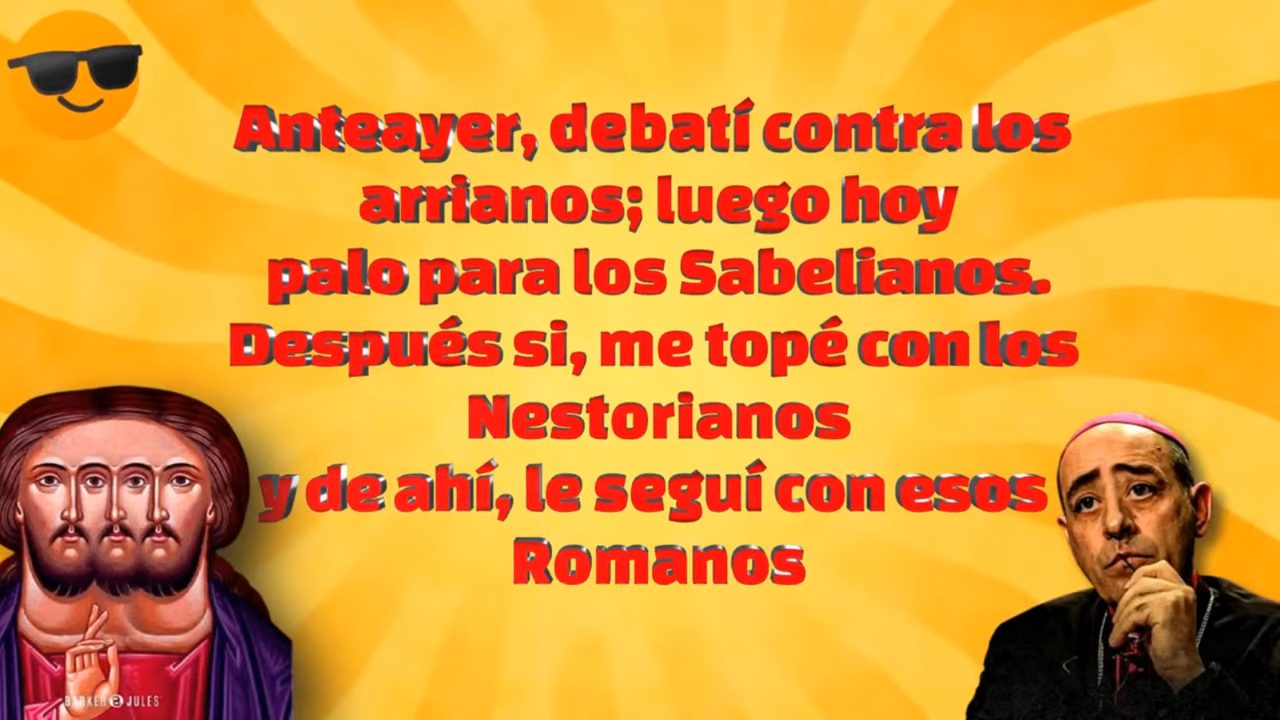 Anteayer, debatí contra los
arrianos; luego hoy
palo para los Sabelianos.
Después si, me topé con los
Nestorianos
y de ahí, le seguí con esos
Romanos
BARKER JULES